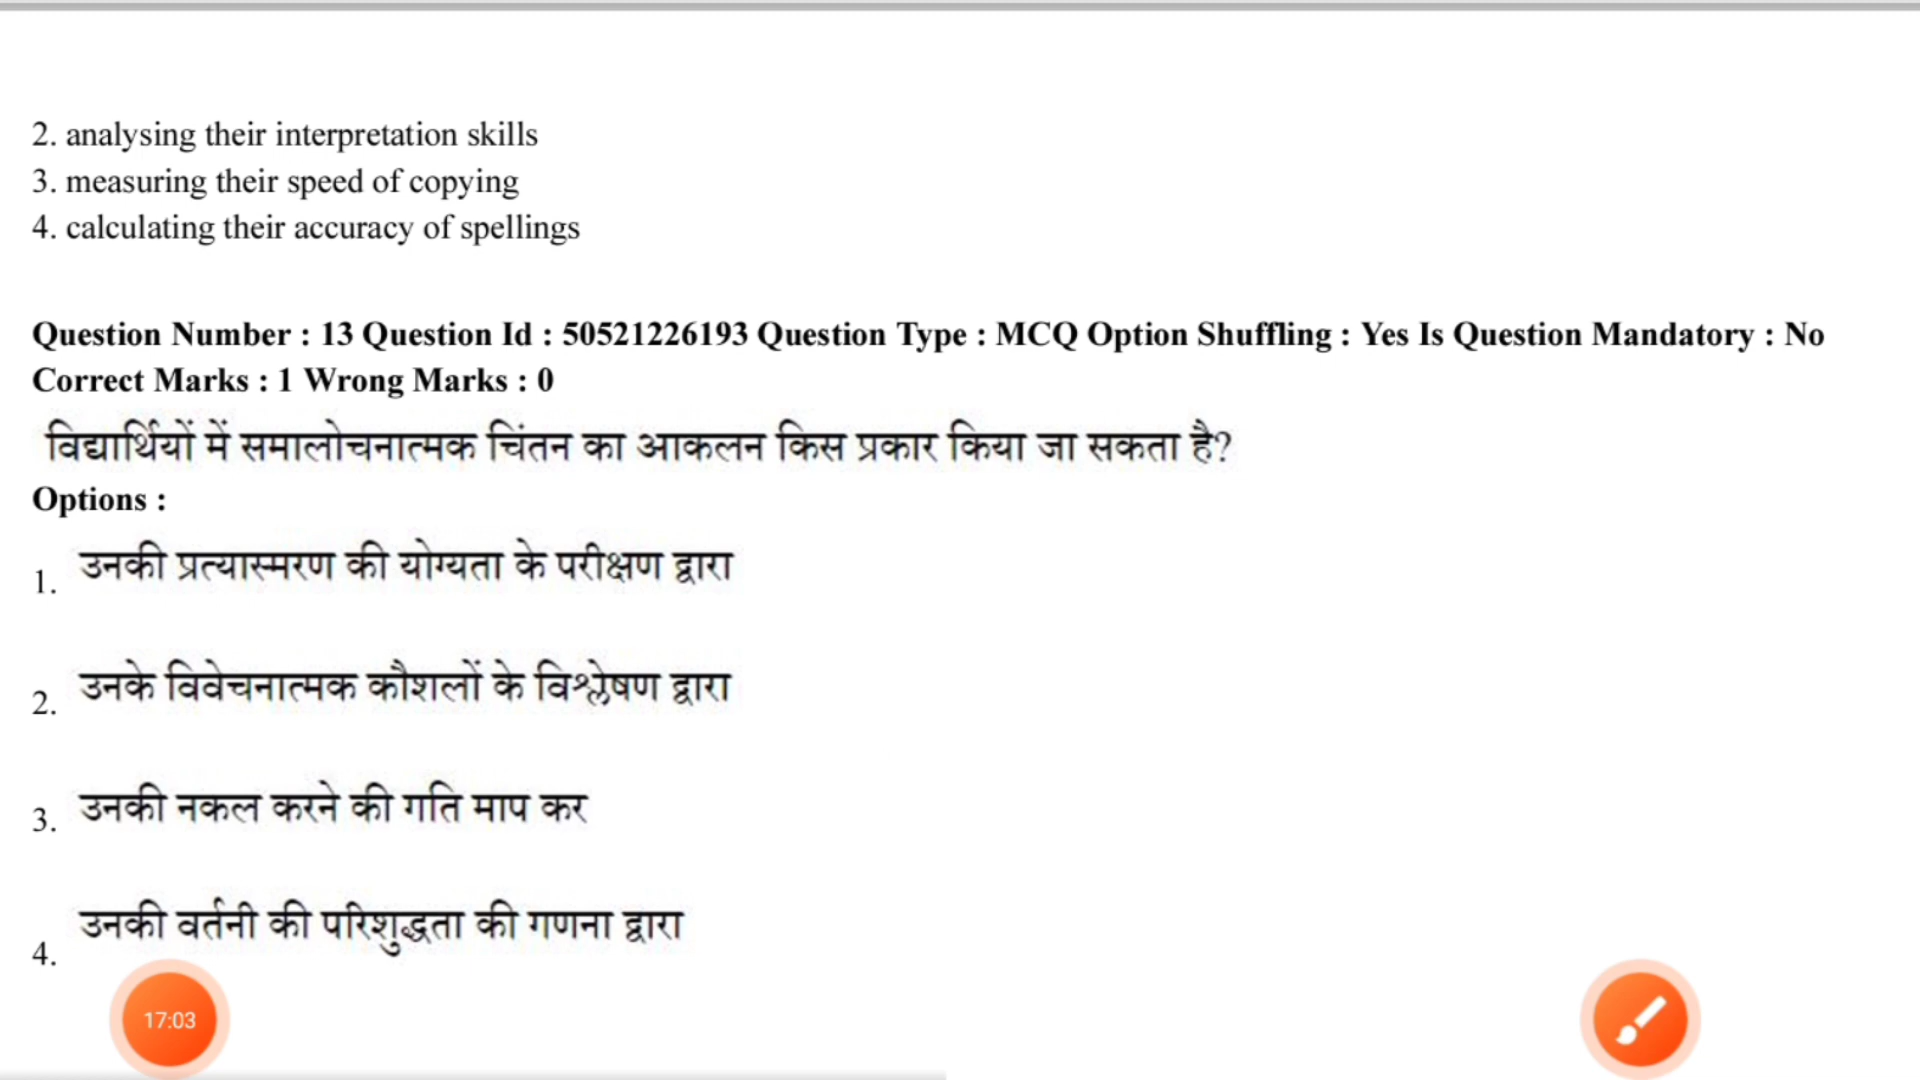 2. analysing their interpretation skills
3. measuring their speed of copying
4. calculating their accuracy of spellings
Question Number : 13 Question Id : 50521226193 Question Type : MCQ Option Shuffling : Yes Is Question Mandatory : No
Correct Marks : 1 Wrong Marks : 0
विद्यार्थियों में समालोचनात्मक चिंतन का आकलन किस प्रकार किया जा सकता है?
Options :
1. उनकी प्रत्यास्मरण की योग्यता के परीक्षण द्वारा
2. उनके विवेचनात्मक कौशलों के विश्लेषण द्वारा
3. उनकी नकल करने की गति माप कर
4. उनकी वर्तनी की परिशुद्धता की गणना द्वारा
17:03